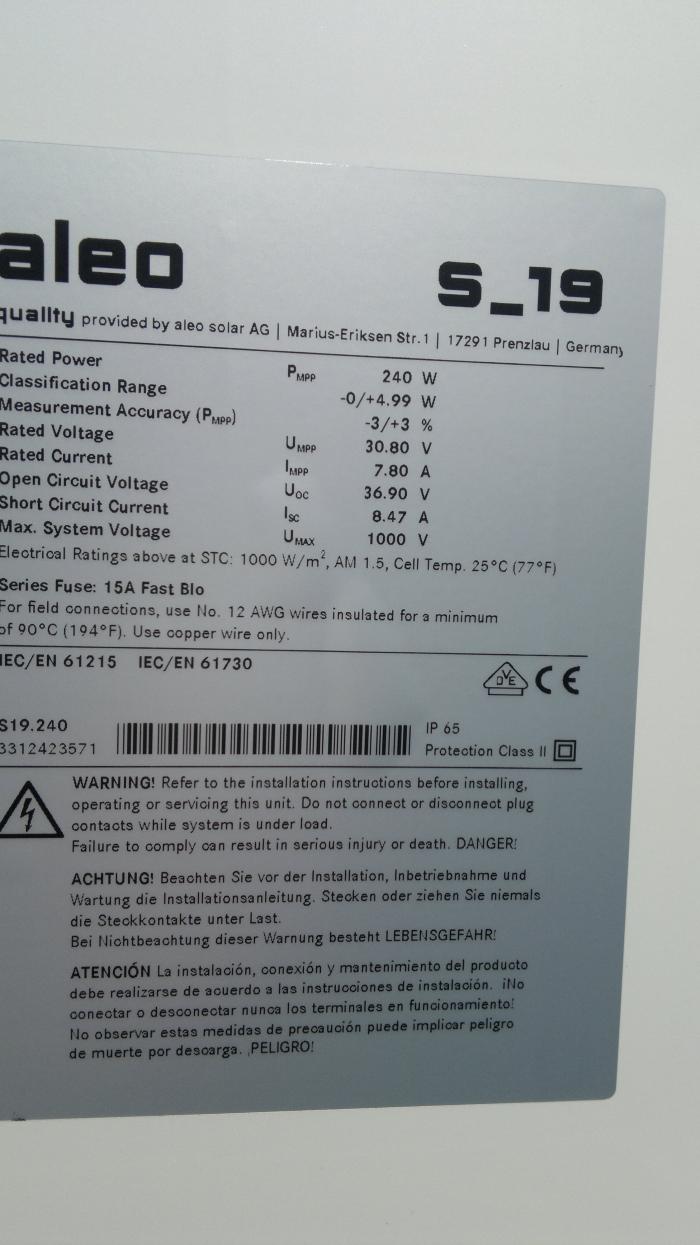 aleo
S_19
quality provided by aleo solar AG | Marius-Eriksen Str.1 | 17291 Prenzlau | Germany
Rated Power PMPP 240 W
Classification Range -0/+4.99 W
Measurement Accuracy (PMPP) -3/+3 %
Rated Voltage UMPP 30.80 V
Rated Current IMPP 7.80 A
Open Circuit Voltage UOC 36.90 V
Short Circuit Current ISC 8.47 A
Max. System Voltage UMAX 1000 V
Electrical Ratings above at STC: 1000 W/m², AM 1.5, Cell Temp. 25°C (77°F)
Series Fuse: 15A Fast Blo
For field connections, use No. 12 AWG wires insulated for a minimum
of 90°C (194°F). Use copper wire only.
IEC/EN 61215 IEC/EN 61730
DVE CE
S19.240
3312423571
IP 65
Protection Class II
WARNING! Refer to the installation instructions before installing,
operating or servicing this unit. Do not connect or disconnect plug
contacts while system is under load.
Failure to comply can result in serious injury or death. DANGER!
ACHTUNG! Beachten Sie vor der Installation, Inbetriebnahme und
Wartung die Installationsanleitung. Stecken oder ziehen Sie niemals
die Steckkontakte unter Last.
Bei Nichtbeachtung dieser Warnung besteht LEBENSGEFAHR!
ATENCIÓN La instalación, conexión y mantenimiento del producto
debe realizarse de acuerdo a las instrucciones de instalación. ¡No
conectar o desconectar nunca los terminales en funcionamiento!
No observar estas medidas de precaución puede implicar peligro
de muerte por descarga. ¡PELIGRO!